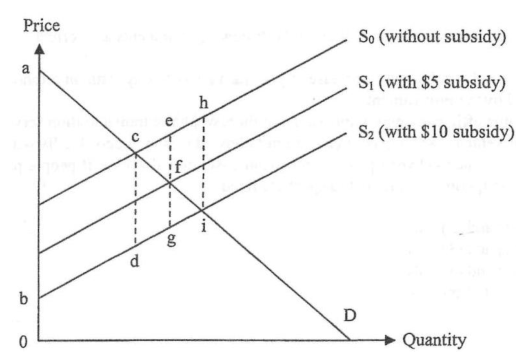 Price
S₀ (without subsidy)
a
S₁ (with $5 subsidy)
h
e
S₂ (with $10 subsidy)
c
f
g
i
d
b
D
0
Quantity